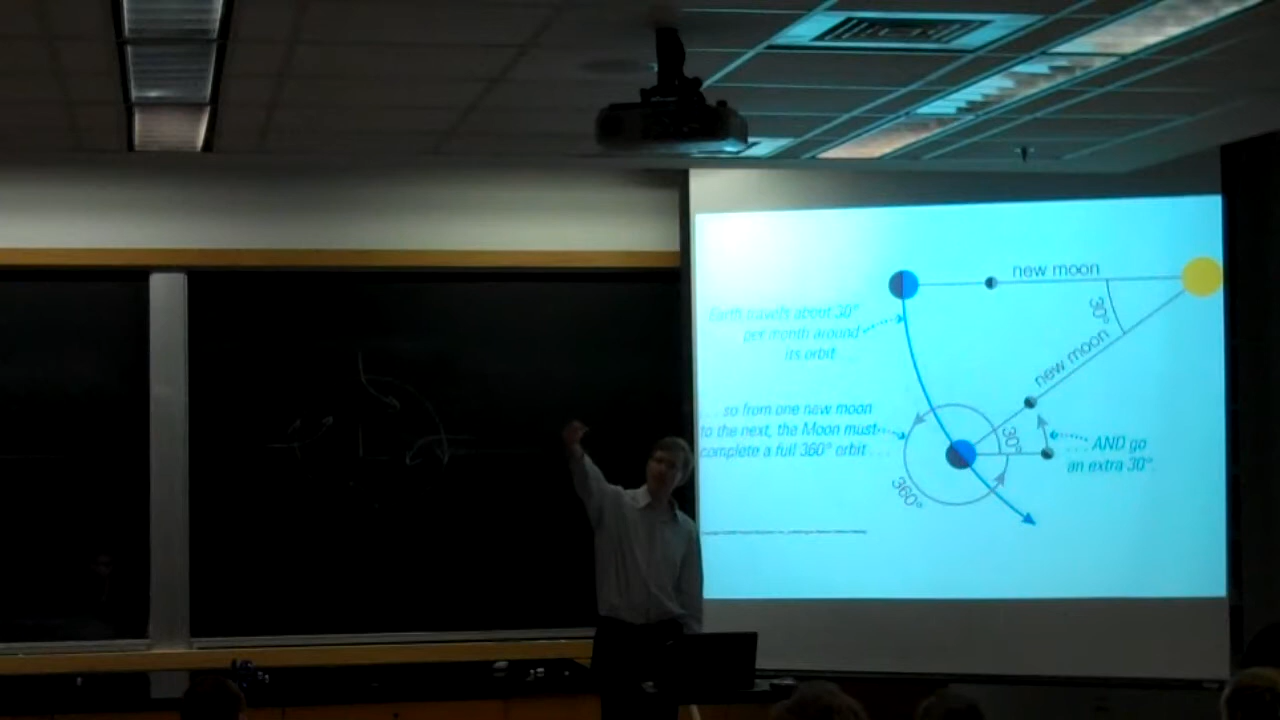 new moon
30°
Earth travels about 30°
per month around
its orbit . . .
new moon
. . . so from one new moon
to the next, the Moon must
complete a full 360° orbit . . .
30°
. . . AND go
an extra 30°.
360°